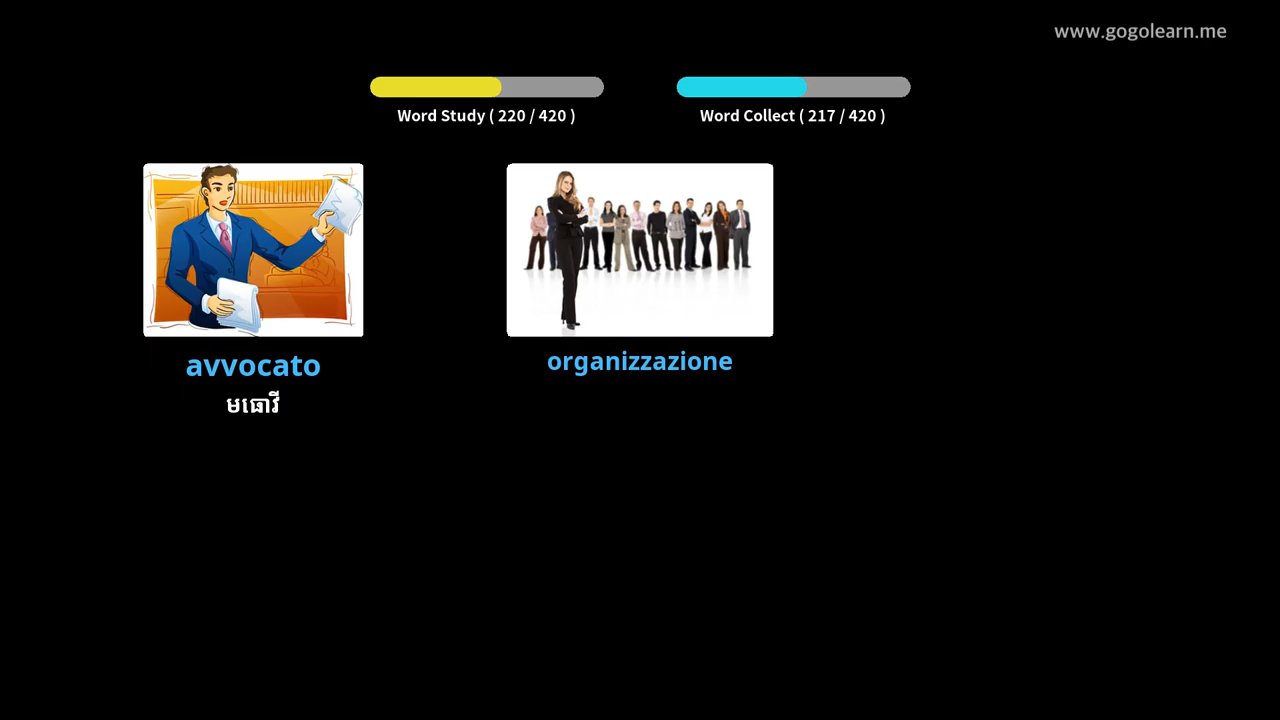 www.gogolearn.me
Word Study ( 220 / 420 )
Word Collect ( 217 / 420 )
avvocato
មេធាវី
organizzazione